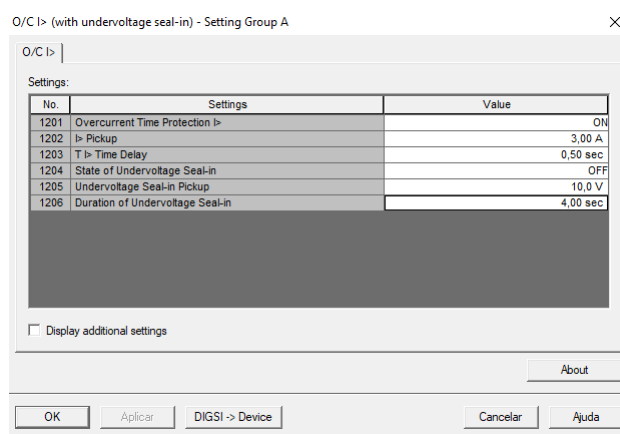 O/C I> (with undervoltage seal-in) - Setting Group A
O/C I>
Settings:
No. Settings Value
1201 Overcurrent Time Protection I> ON
1202 I> Pickup 3,00 A
1203 T I> Time Delay 0,50 sec
1204 State of Undervoltage Seal-in OFF
1205 Undervoltage Seal-in Pickup 10,0 V
1206 Duration of Undervoltage Seal-in 4,00 sec
Display additional settings
About
OK Aplicar DIGSI -> Device Cancelar Ajuda